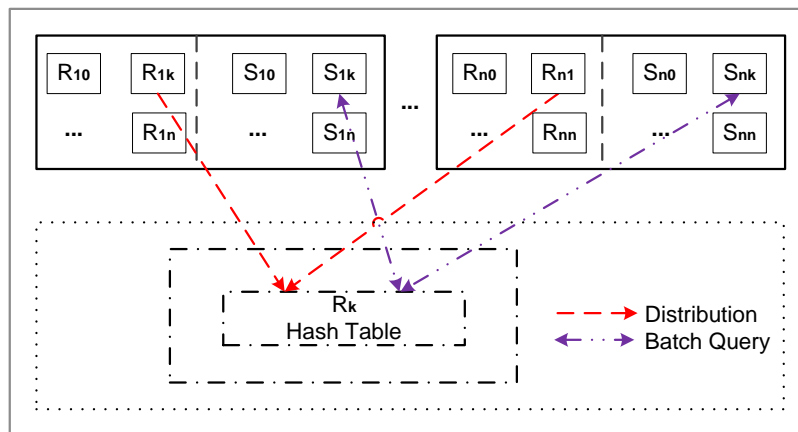 R10 R1k S10 S1k ... Rn0 Rn1 Sn0 Snk
... R1n ... S1n ... Rnn ... Snn
Rk
Hash Table
Distribution
Batch Query